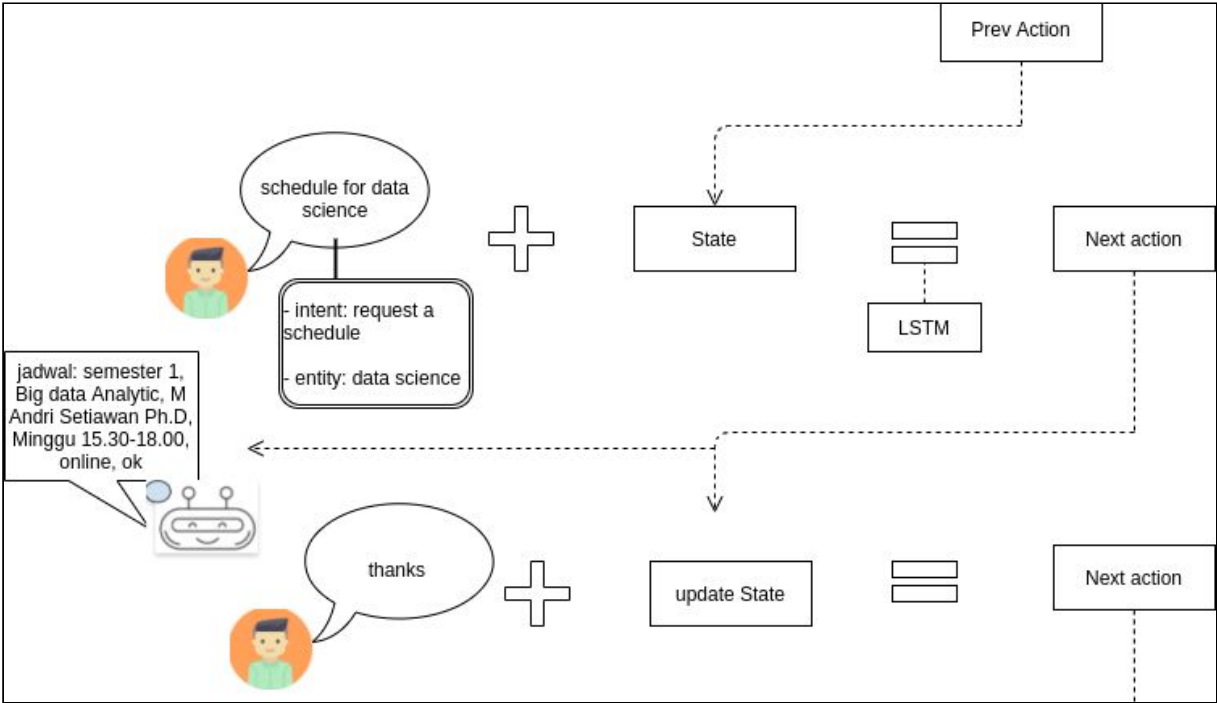 Prev Action
schedule for data
science
State
Next action
- intent: request a
schedule
- entity: data science
LSTM
jadwal: semester 1,
Big data Analytic, M
Andri Setiawan Ph.D,
Minggu 15.30-18.00,
online, ok
thanks
update State
Next action